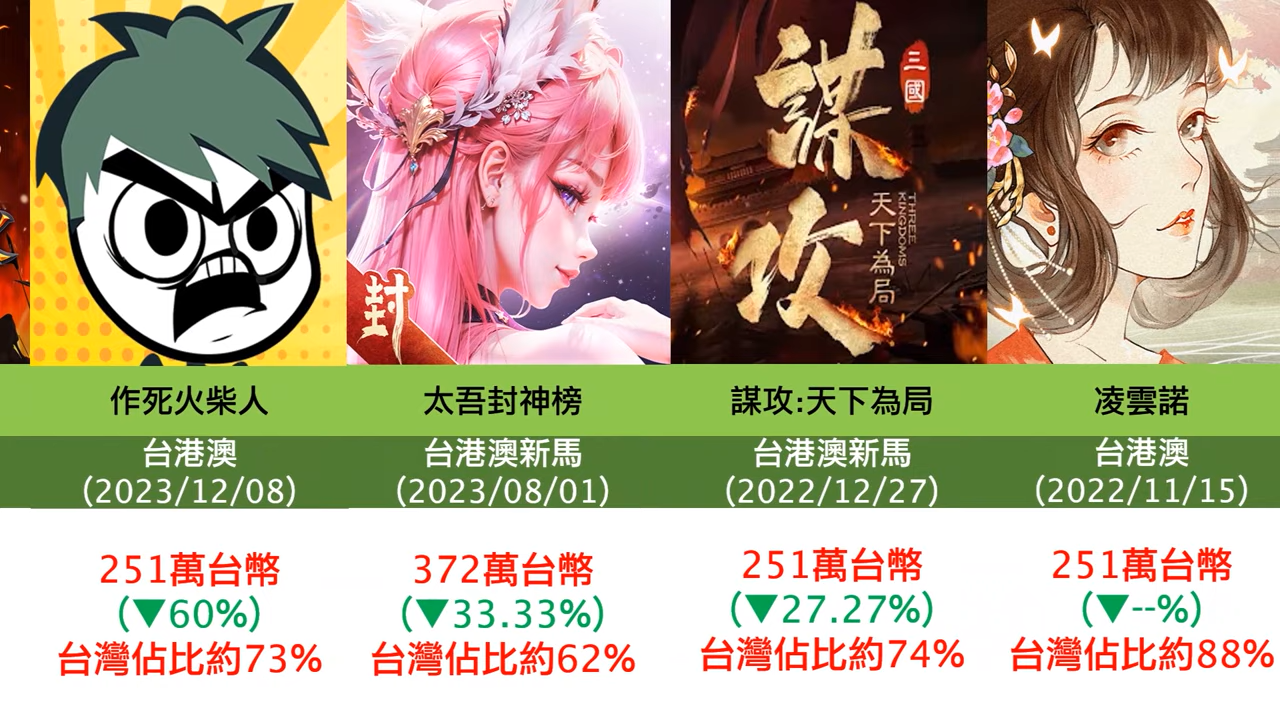 封
三國
謀攻
天下為局
THREE KINGDOMS
作死火柴人
台港澳
(2023/12/08)
251萬台幣
(▼60%)
台灣佔比約73%
太吾封神榜
台港澳新馬
(2023/08/01)
372萬台幣
(▼33.33%)
台灣佔比約62%
謀攻:天下為局
台港澳新馬
(2022/12/27)
251萬台幣
(▼27.27%)
台灣佔比約74%
凌雲諾
台港澳
(2022/11/15)
251萬台幣
(▼--%)
台灣佔比約88%